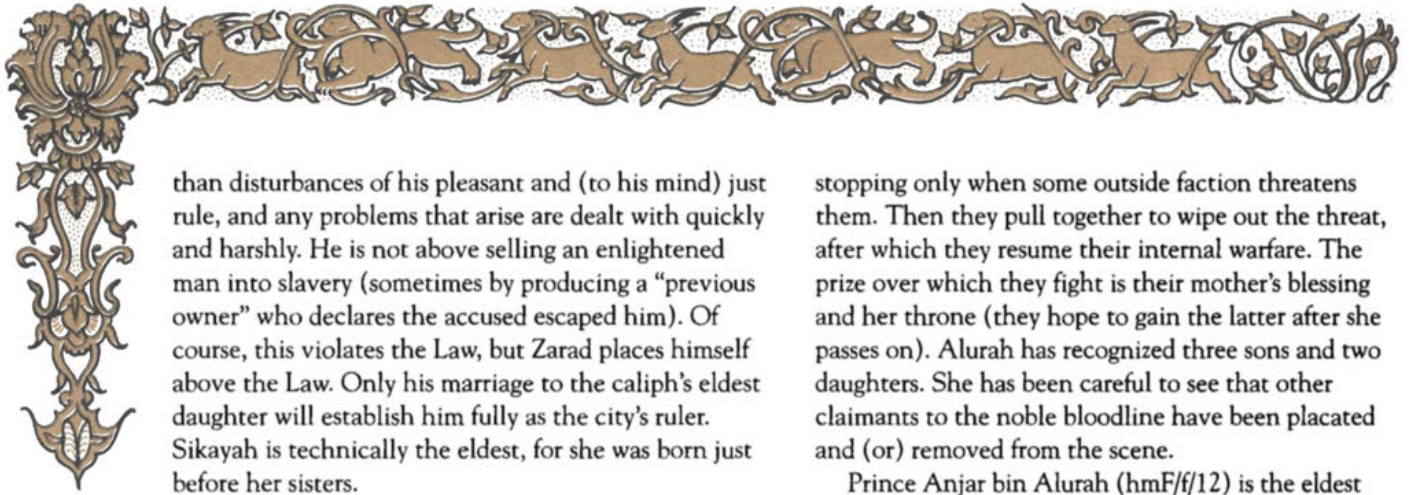 than disturbances of his pleasant and (to his mind) just
rule, and any problems that arise are dealt with quickly
and harshly. He is not above selling an enlightened
man into slavery (sometimes by producing a “previous
owner” who declares the accused escaped him). Of
course, this violates the Law, but Zarad places himself
above the Law. Only his marriage to the caliph’s eldest
daughter will establish him fully as the city’s ruler.
Sikayah is technically the eldest, for she was born just
before her sisters.
stopping only when some outside faction threatens
them. Then they pull together to wipe out the threat,
after which they resume their internal warfare. The
prize over which they fight is their mother’s blessing
and her throne (they hope to gain the latter after she
passes on). Alurah has recognized three sons and two
daughters. She has been careful to see that other
claimants to the noble bloodline have been placated
and (or) removed from the scene.
Prince Anjar bin Alurah (hmF/f/12) is the eldest